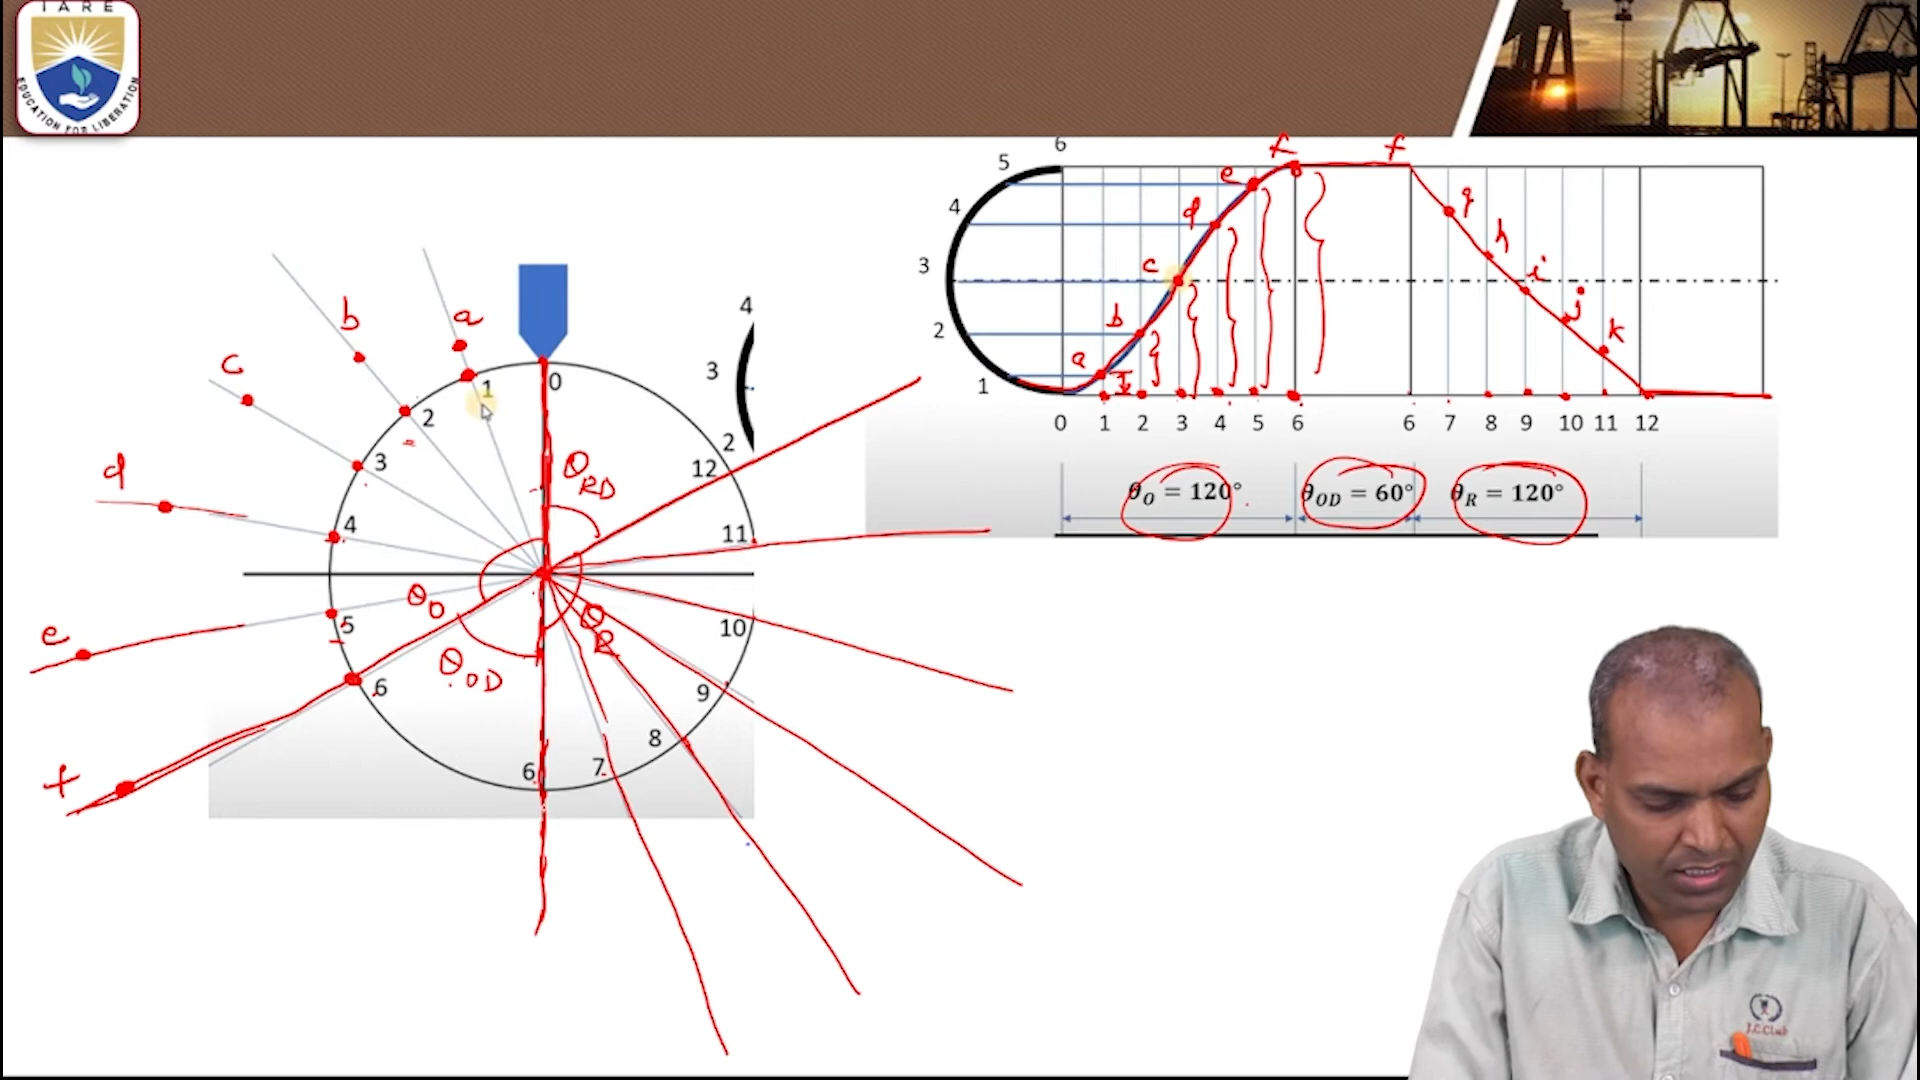 IARE
EDUCATION FOR LIBERATION
6
5
4
3
2
1
f f
e
d
c
b
a
g
h
i
j
k
0 1 2 3 4 5 6 6 7 8 9 10 11 12
θO = 120° θOD = 60° θR = 120°
a
b
c
d
e
f
0
1
2
3
4
5
6
6
7
8
9
10
11
12
4
3
2
θRD
θO
θOD
θR
J.C.Club